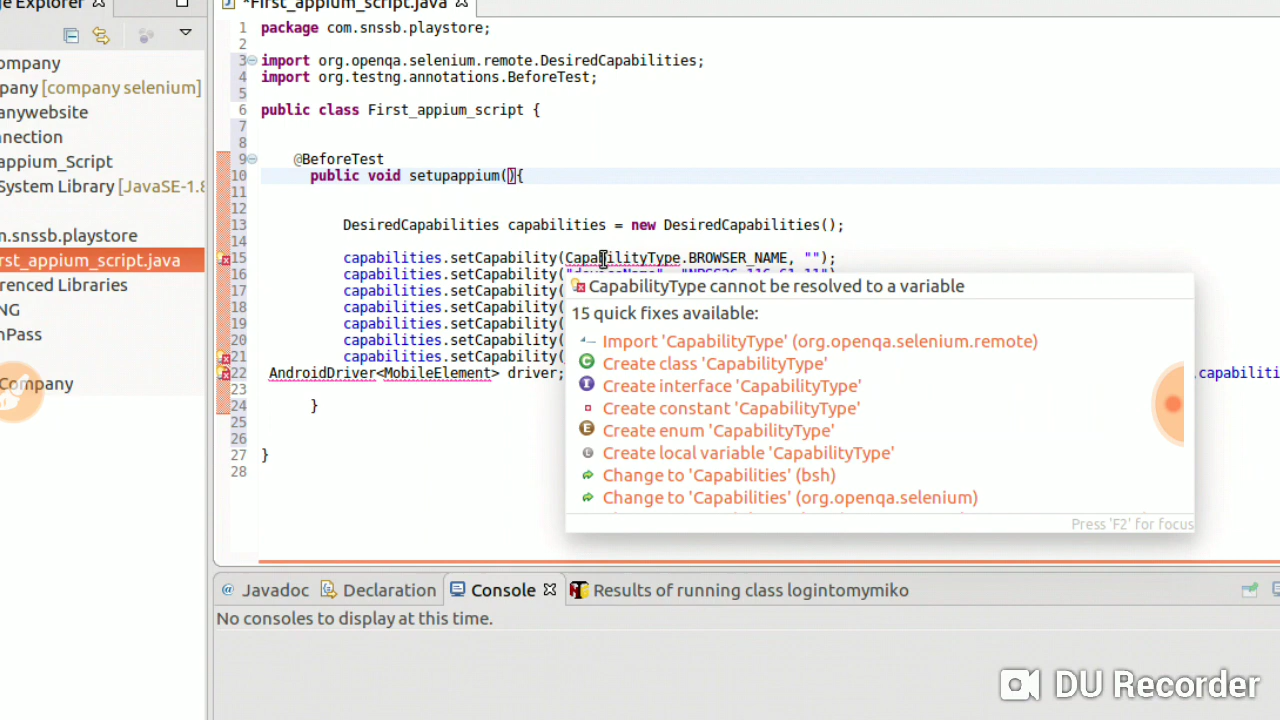 ge Explorer
*First_appium_script.java
ompany
pany [company selenium]
anywebsite
nnection
appium_Script
System Library [JavaSE-1.8
m.snssb.playstore
rst_appium_script.java
renced Libraries
NG
nPass
Company
1 package com.snssb.playstore;
2
3 import org.openqa.selenium.remote.DesiredCapabilities;
4 import org.testng.annotations.BeforeTest;
5
6 public class First_appium_script {
7
8
9 @BeforeTest
10 public void setupappium(){
11
12
13 DesiredCapabilities capabilities = new DesiredCapabilities();
14
15 capabilities.setCapability(CapabilityType.BROWSER_NAME, "");
16 capabilities.setCapability(
17 capabilities.setCapability(
18 capabilities.setCapability(
19 capabilities.setCapability(
20 capabilities.setCapability(
21 capabilities.setCapability(
22 AndroidDriver<MobileElement> driver; .capabiliti
23
24 }
25
26
27 }
28
CapabilityType cannot be resolved to a variable
15 quick fixes available:
Import 'CapabilityType' (org.openqa.selenium.remote)
Create class 'CapabilityType'
Create interface 'CapabilityType'
Create constant 'CapabilityType'
Create enum 'CapabilityType'
Create local variable 'CapabilityType'
Change to 'Capabilities' (bsh)
Change to 'Capabilities' (org.openqa.selenium)
Press 'F2' for focus
@ Javadoc Declaration Console Results of running class logintomymiko
No consoles to display at this time.
DU Recorder